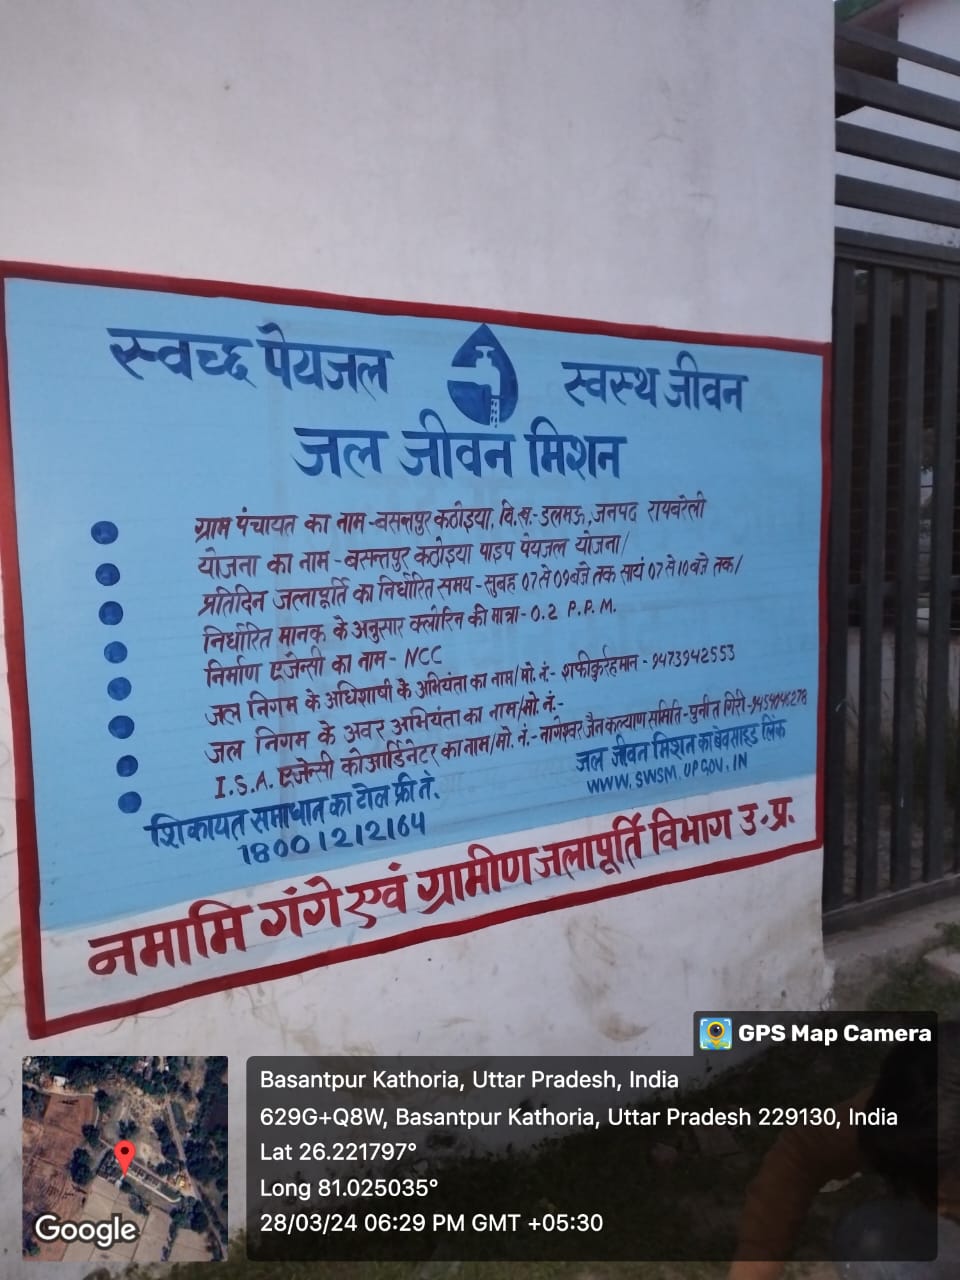 स्वच्छ पेयजल स्वस्थ जीवन
जल जीवन मिशन
ग्राम पंचायत का नाम - बसन्तपुर कठोइया, वि.ख.- डलमऊ, जनपद रायबरेली
योजना का नाम - बसन्तपुर कठोइया पाइप पेयजल योजना/
प्रतिदिन जलापूर्ति का निर्धारित समय - सुबह 07 से 09 बजे तक सायं 07 से 10 बजे तक/
निर्धारित मानक के अनुसार क्लोरिन की मात्रा - 0.2 P.P.M.
निर्माण एजेन्सी का नाम - NCC
जल निगम के अधिशाषी के अभियंता का नाम/मो. नं.- शफीकुर्रहमान - 9473942553
जल निगम के अवर अभियंता का नाम/मो. नं.-
I.S.A. एजेन्सी कोआर्डिनेटर का नाम/मो. नं.- नागेश्वर जन कल्याण समिति - पुनीत गिरी -
शिकायत समाधान का टोल फ्री नं.
18001212164
जल जीवन मिशन का बेवसाइड लिंक
WWW.SWSM.UP.GOV.IN
नमामि गंगे एवं ग्रामीण जलापूर्ति विभाग उ.प्र.
GPS Map Camera
Basantpur Kathoria, Uttar Pradesh, India
629G+Q8W, Basantpur Kathoria, Uttar Pradesh 229130, India
Lat 26.221797°
Long 81.025035°
28/03/24 06:29 PM GMT +05:30
Google